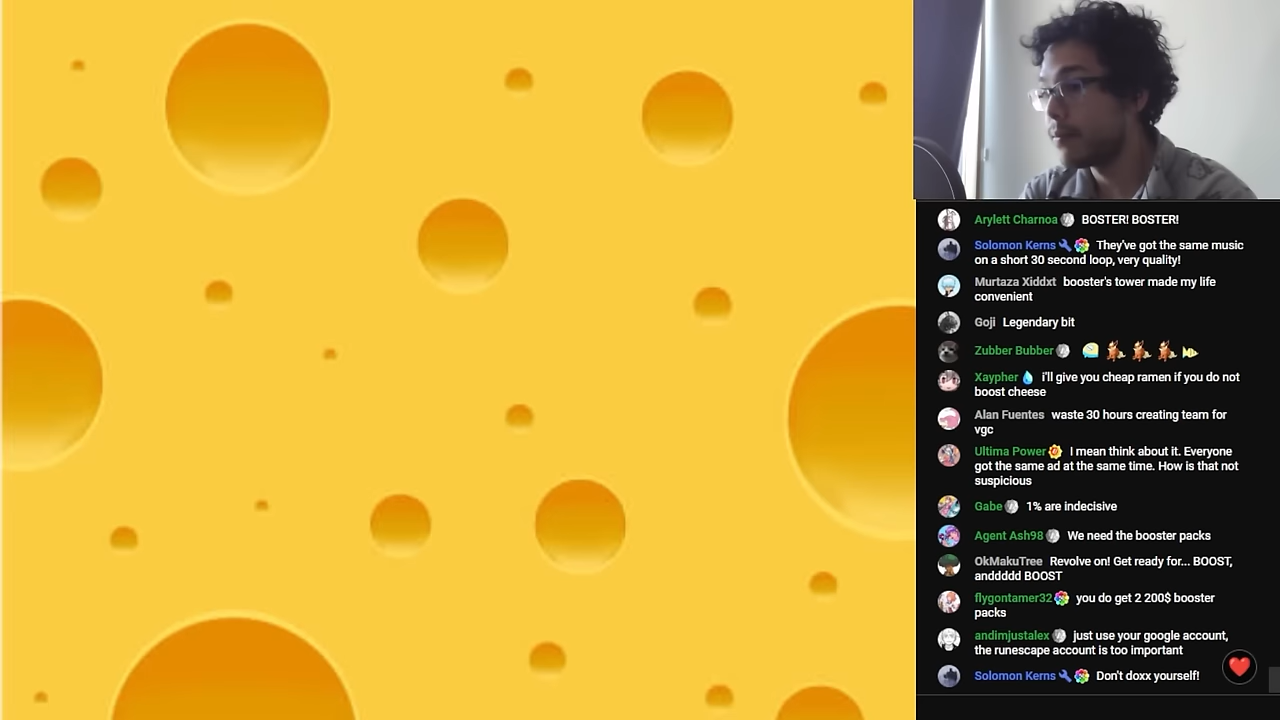 Arylett Charnoa BOSTER! BOSTER!
Solomon Kerns They've got the same music
on a short 30 second loop, very quality!
Murtaza Xiddxt booster's tower made my life
convenient
Goji Legendary bit
Zubber Bubber
Xaypher i'll give you cheap ramen if you do not
boost cheese
Alan Fuentes waste 30 hours creating team for
vgc
Ultima Power I mean think about it. Everyone
got the same ad at the same time. How is that not
suspicious
Gabe 1% are indecisive
Agent Ash98 We need the booster packs
OkMakuTree Revolve on! Get ready for... BOOST,
anddddd BOOST
flygontamer32 you do get 2 200$ booster
packs
andimjustalex just use your google account,
the runescape account is too important
Solomon Kerns Don't doxx yourself!